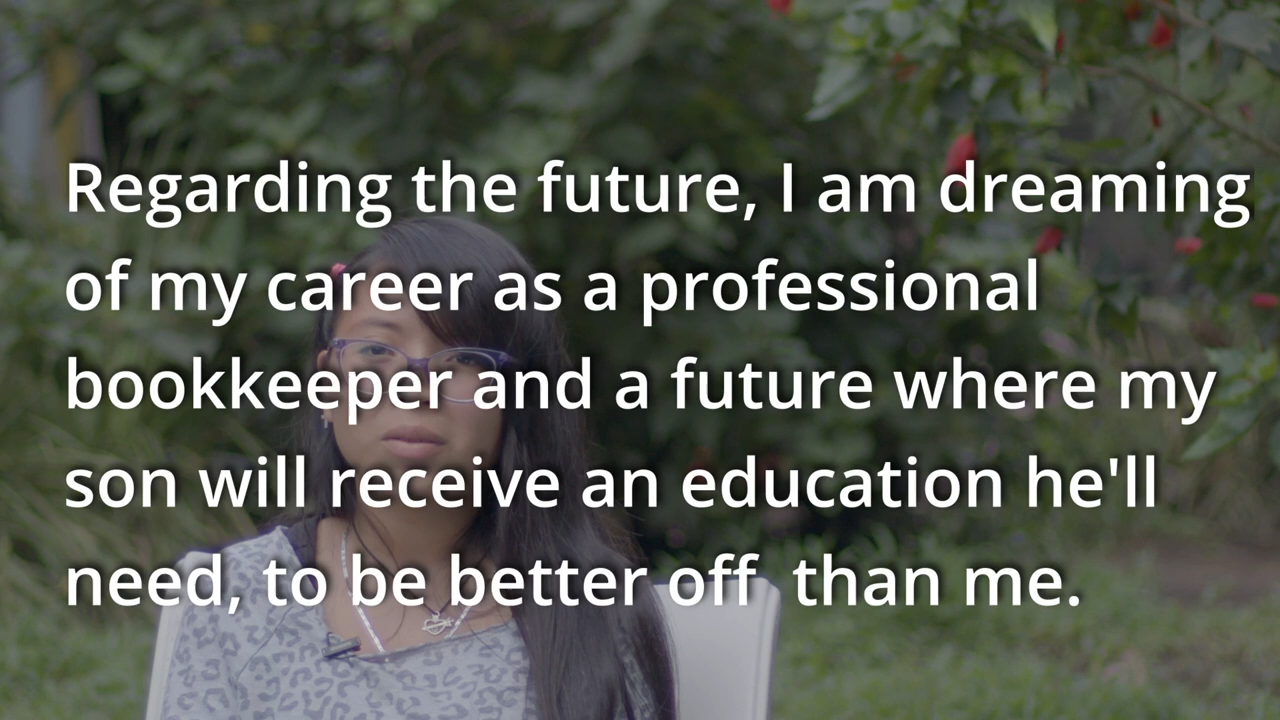 Regarding the future, I am dreaming
of my career as a professional
bookkeeper and a future where my
son will receive an education he'll
need, to be better off  than me.